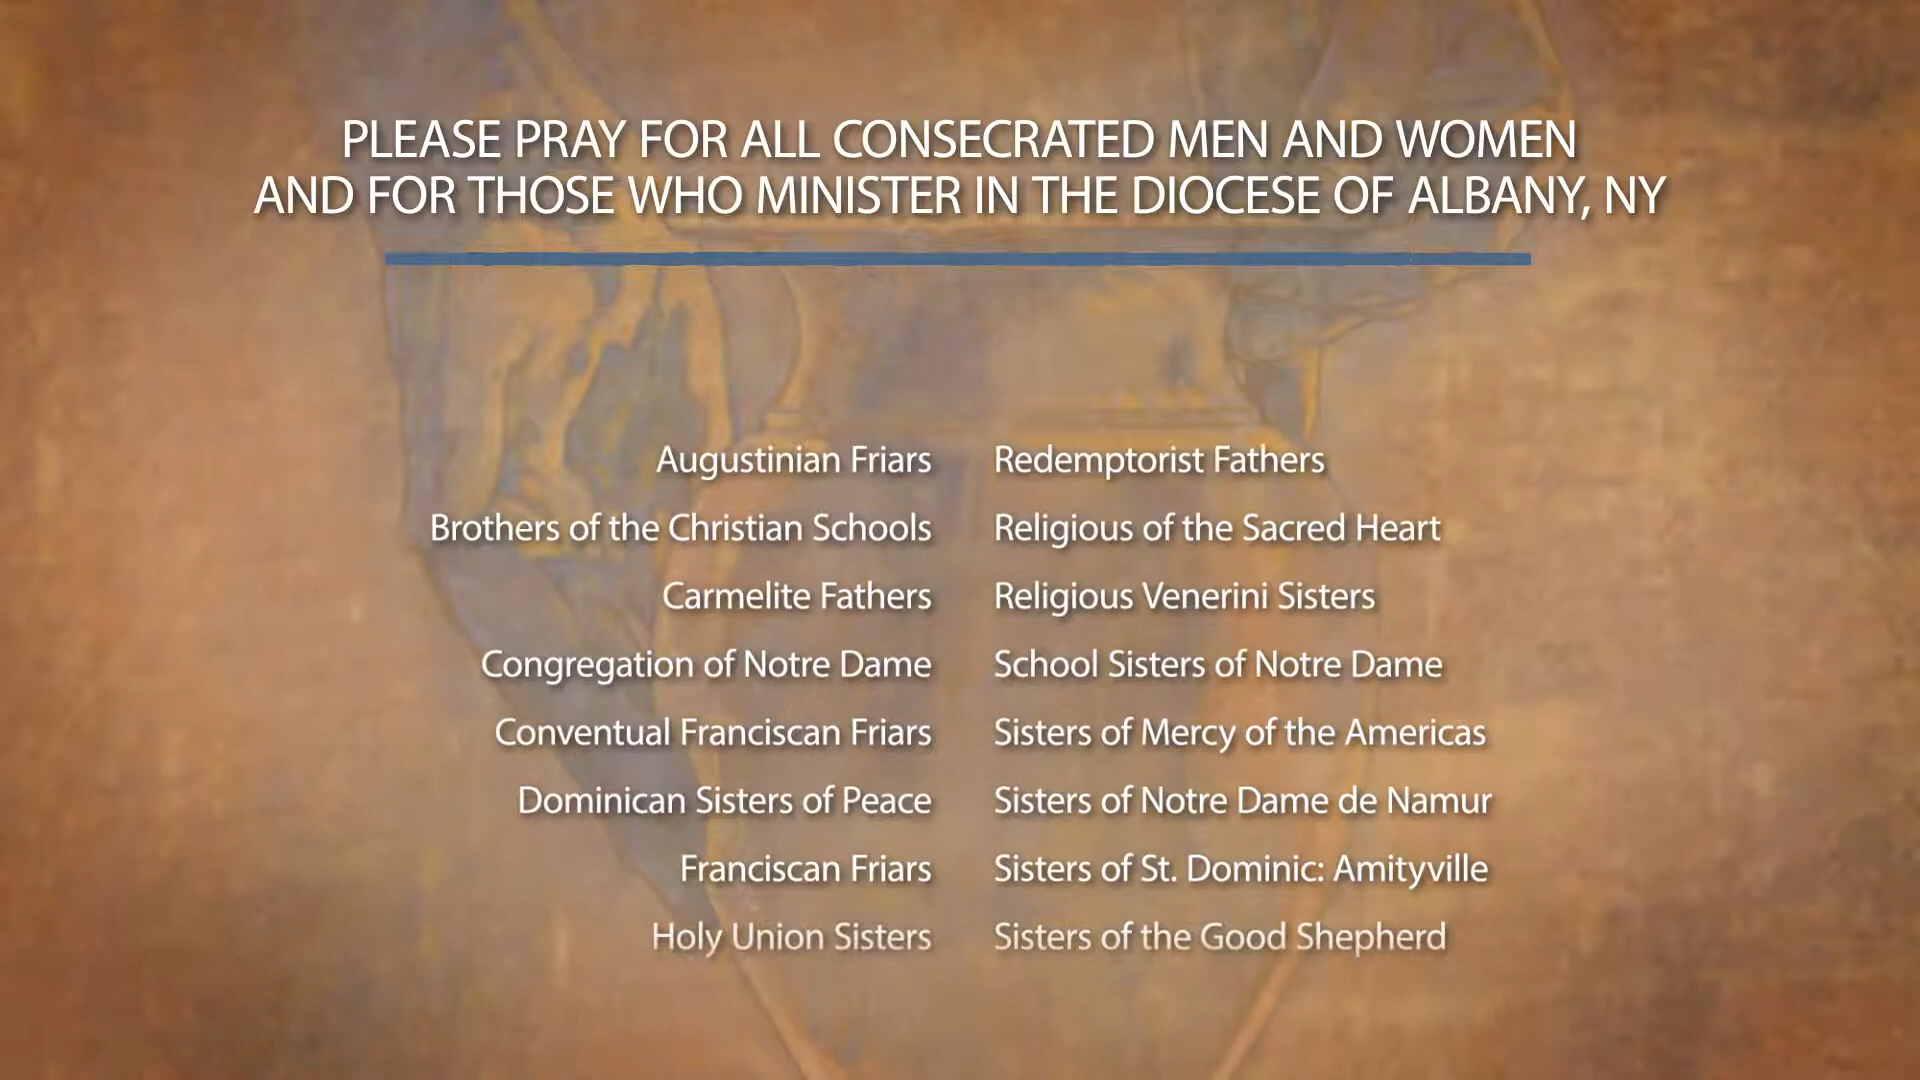 PLEASE PRAY FOR ALL CONSECRATED MEN AND WOMEN
AND FOR THOSE WHO MINISTER IN THE DIOCESE OF ALBANY, NY
Augustinian Friars
Brothers of the Christian Schools
Carmelite Fathers
Congregation of Notre Dame
Conventual Franciscan Friars
Dominican Sisters of Peace
Franciscan Friars
Holy Union Sisters
Redemptorist Fathers
Religious of the Sacred Heart
Religious Venerini Sisters
School Sisters of Notre Dame
Sisters of Mercy of the Americas
Sisters of Notre Dame de Namur
Sisters of St. Dominic: Amityville
Sisters of the Good Shepherd